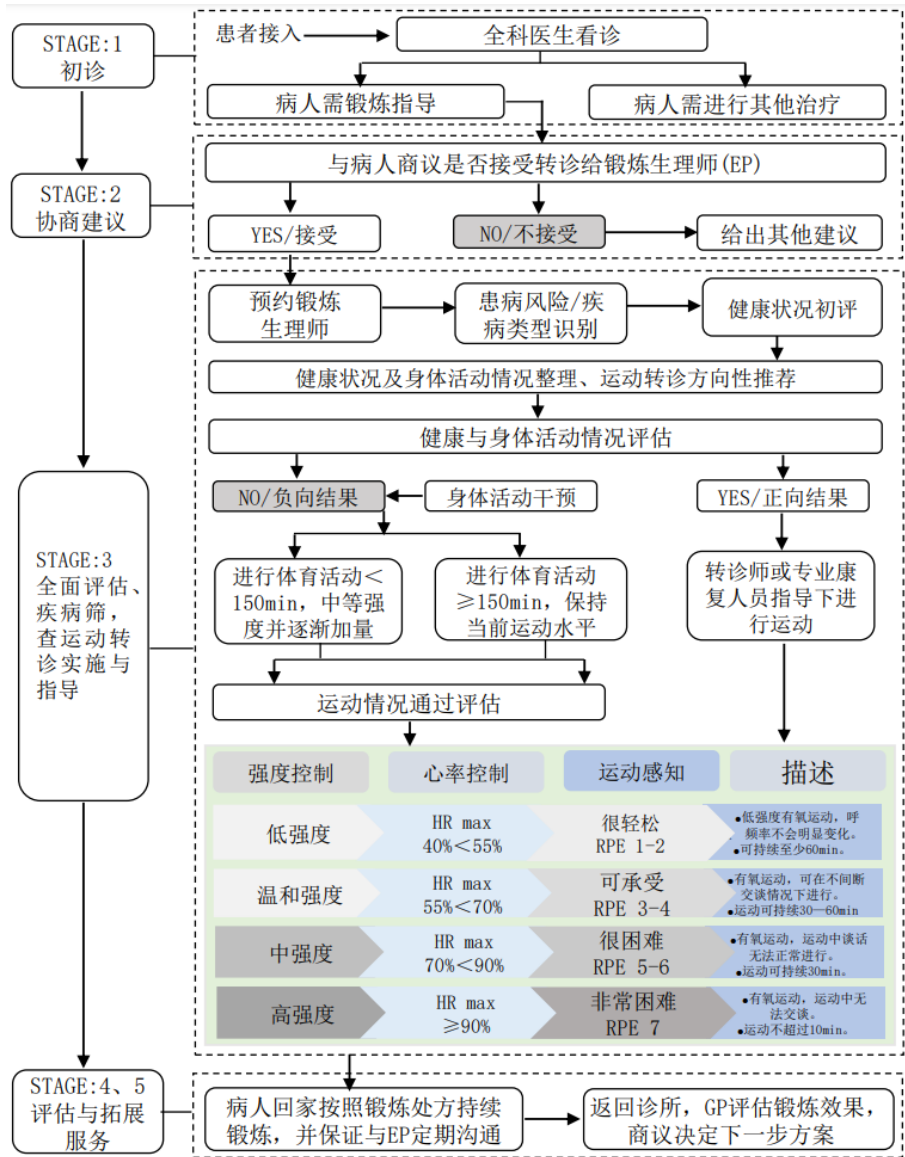 STAGE:1
初诊
患者接入
全科医生看诊
病人需锻炼指导
病人需进行其他治疗
STAGE:2
协商建议
与病人商议是否接受转诊给锻炼生理师(EP)
YES/接受
NO/不接受
给出其他建议
STAGE:3
全面评估、
疾病筛，
查运动转
诊实施与
指导
预约锻炼
生理师
患病风险/疾
病类型识别
健康状况初评
健康状况及身体活动情况整理、运动转诊方向性推荐
健康与身体活动情况评估
NO/负向结果
身体活动干预
YES/正向结果
进行体育活动＜
150min，中等强
度并逐渐加量
进行体育活动
≥150min，保持
当前运动水平
转诊师或专业康
复人员指导下进
行运动
运动情况通过评估
强度控制
心率控制
运动感知
描述
低强度
HR max
40%＜55%
很轻松
RPE 1-2
●低强度有氧运动，呼
频率不会明显变化。
●可持续至少60min。
温和强度
HR max
55%＜70%
可承受
RPE 3-4
●有氧运动，可在不间断
交谈情况下进行。
●运动可持续30—60min
中强度
HR max
70%＜90%
很困难
RPE 5-6
●有氧运动，运动中谈话
无法正常进行。
●运动可持续30min。
高强度
HR max
≥90%
非常困难
RPE 7
●有氧运动，运动中无
法交谈。
●运动不超过10min。
STAGE:4、5
评估与拓展
服务
病人回家按照锻炼处方持续
锻炼，并保证与EP定期沟通
返回诊所，GP评估锻炼效果，
商议决定下一步方案